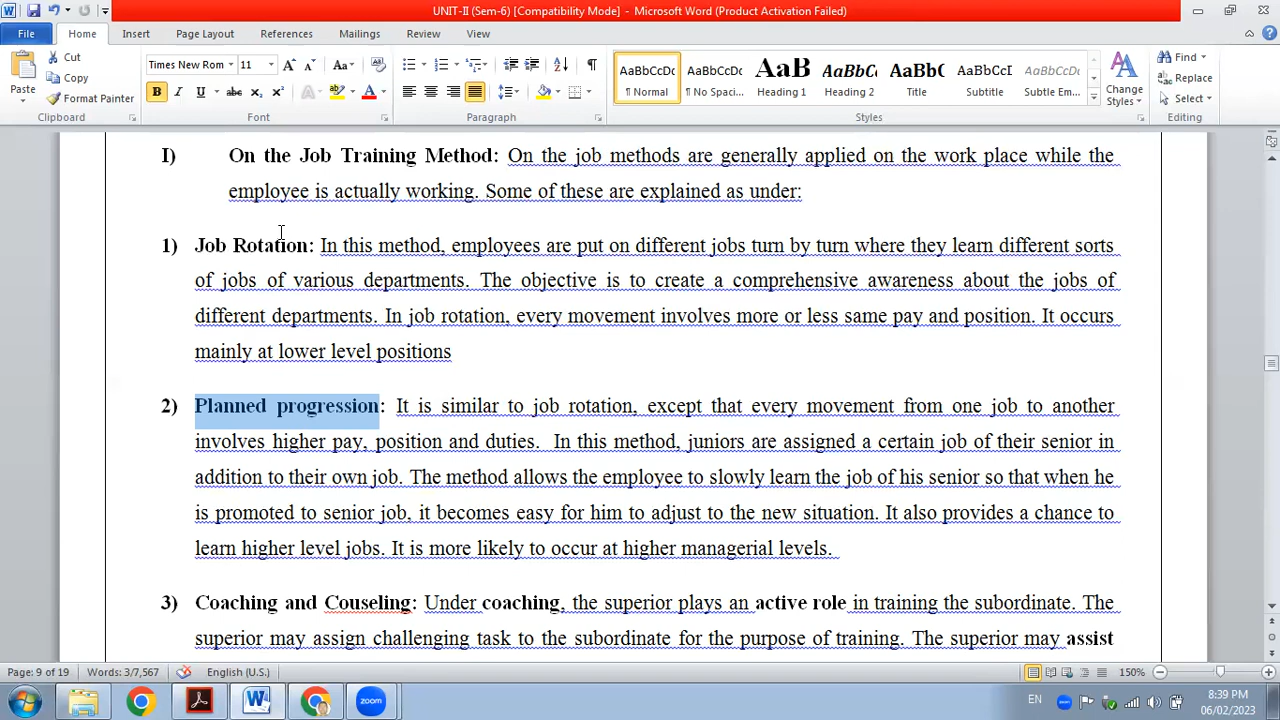 UNIT-II (Sem-6) [Compatibility Mode] - Microsoft Word (Product Activation Failed)
File Home Insert Page Layout References Mailings Review View
Paste Cut Copy Format Painter
Times New Rom 11
AaBbCcDc AaBbCcDc AaB AaBbCc AaB(C AaBbCcI AaBbCcDc
¶ Normal ¶ No Spaci... Heading 1 Heading 2 Title Subtitle Subtle Em...
Change Styles
Find Replace Select
Clipboard Font Paragraph Styles Editing
I) On the Job Training Method: On the job methods are generally applied on the work place while the
employee is actually working. Some of these are explained as under:
1) Job Rotation: In this method, employees are put on different jobs turn by turn where they learn different sorts
of jobs of various departments. The objective is to create a comprehensive awareness about the jobs of
different departments. In job rotation, every movement involves more or less same pay and position. It occurs
mainly at lower level positions
2) Planned progression: It is similar to job rotation, except that every movement from one job to another
involves higher pay, position and duties. In this method, juniors are assigned a certain job of their senior in
addition to their own job. The method allows the employee to slowly learn the job of his senior so that when he
is promoted to senior job, it becomes easy for him to adjust to the new situation. It also provides a chance to
learn higher level jobs. It is more likely to occur at higher managerial levels.
3) Coaching and Couseling: Under coaching, the superior plays an active role in training the subordinate. The
superior may assign challenging task to the subordinate for the purpose of training. The superior may assist
Page: 9 of 19 Words: 3/7,567 English (U.S.) 150%
zoom
EN
8:39 PM
06/02/2023